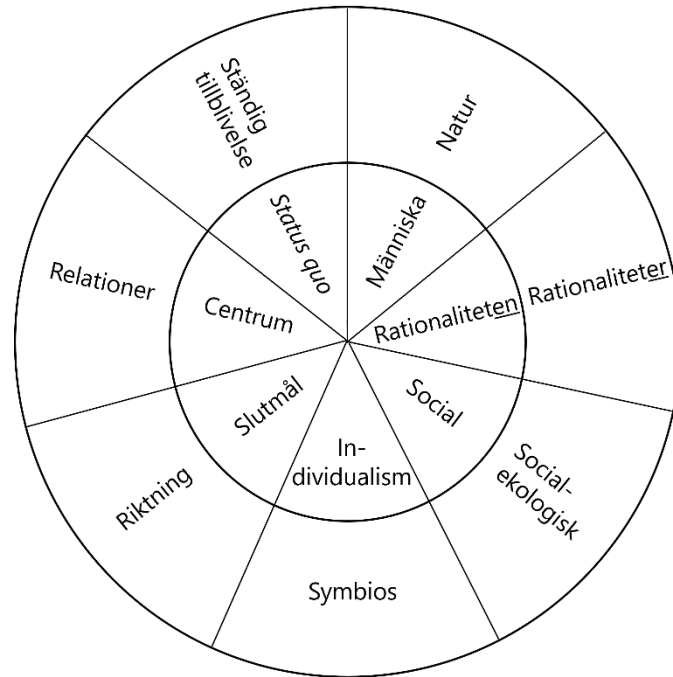 Ständig
tillblivelse
Natur
Status quo
Människa
Relationer
Centrum
Rationaliteten
Rationaliteter
Slutmål
Social
In-
dividualism
Riktning
Social-
ekologisk
Symbios